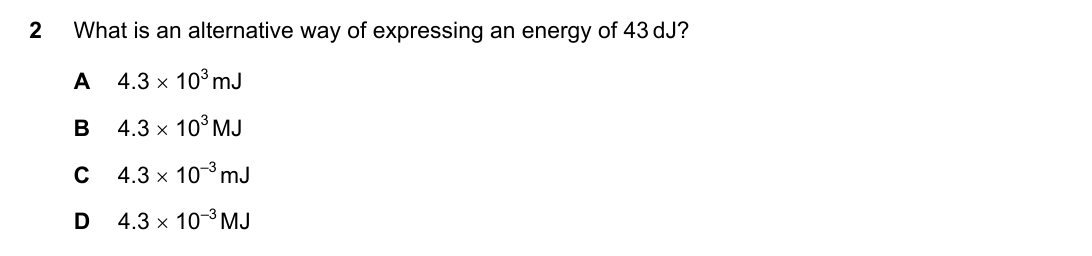 2 What is an alternative way of expressing an energy of 43 dJ?
A 4.3 × 10³ mJ
B 4.3 × 10³ MJ
C 4.3 × 10⁻³ mJ
D 4.3 × 10⁻³ MJ